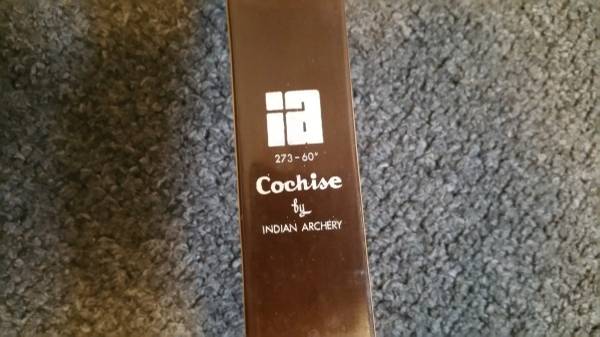 ia
273-60"
Cochise
by
INDIAN ARCHERY